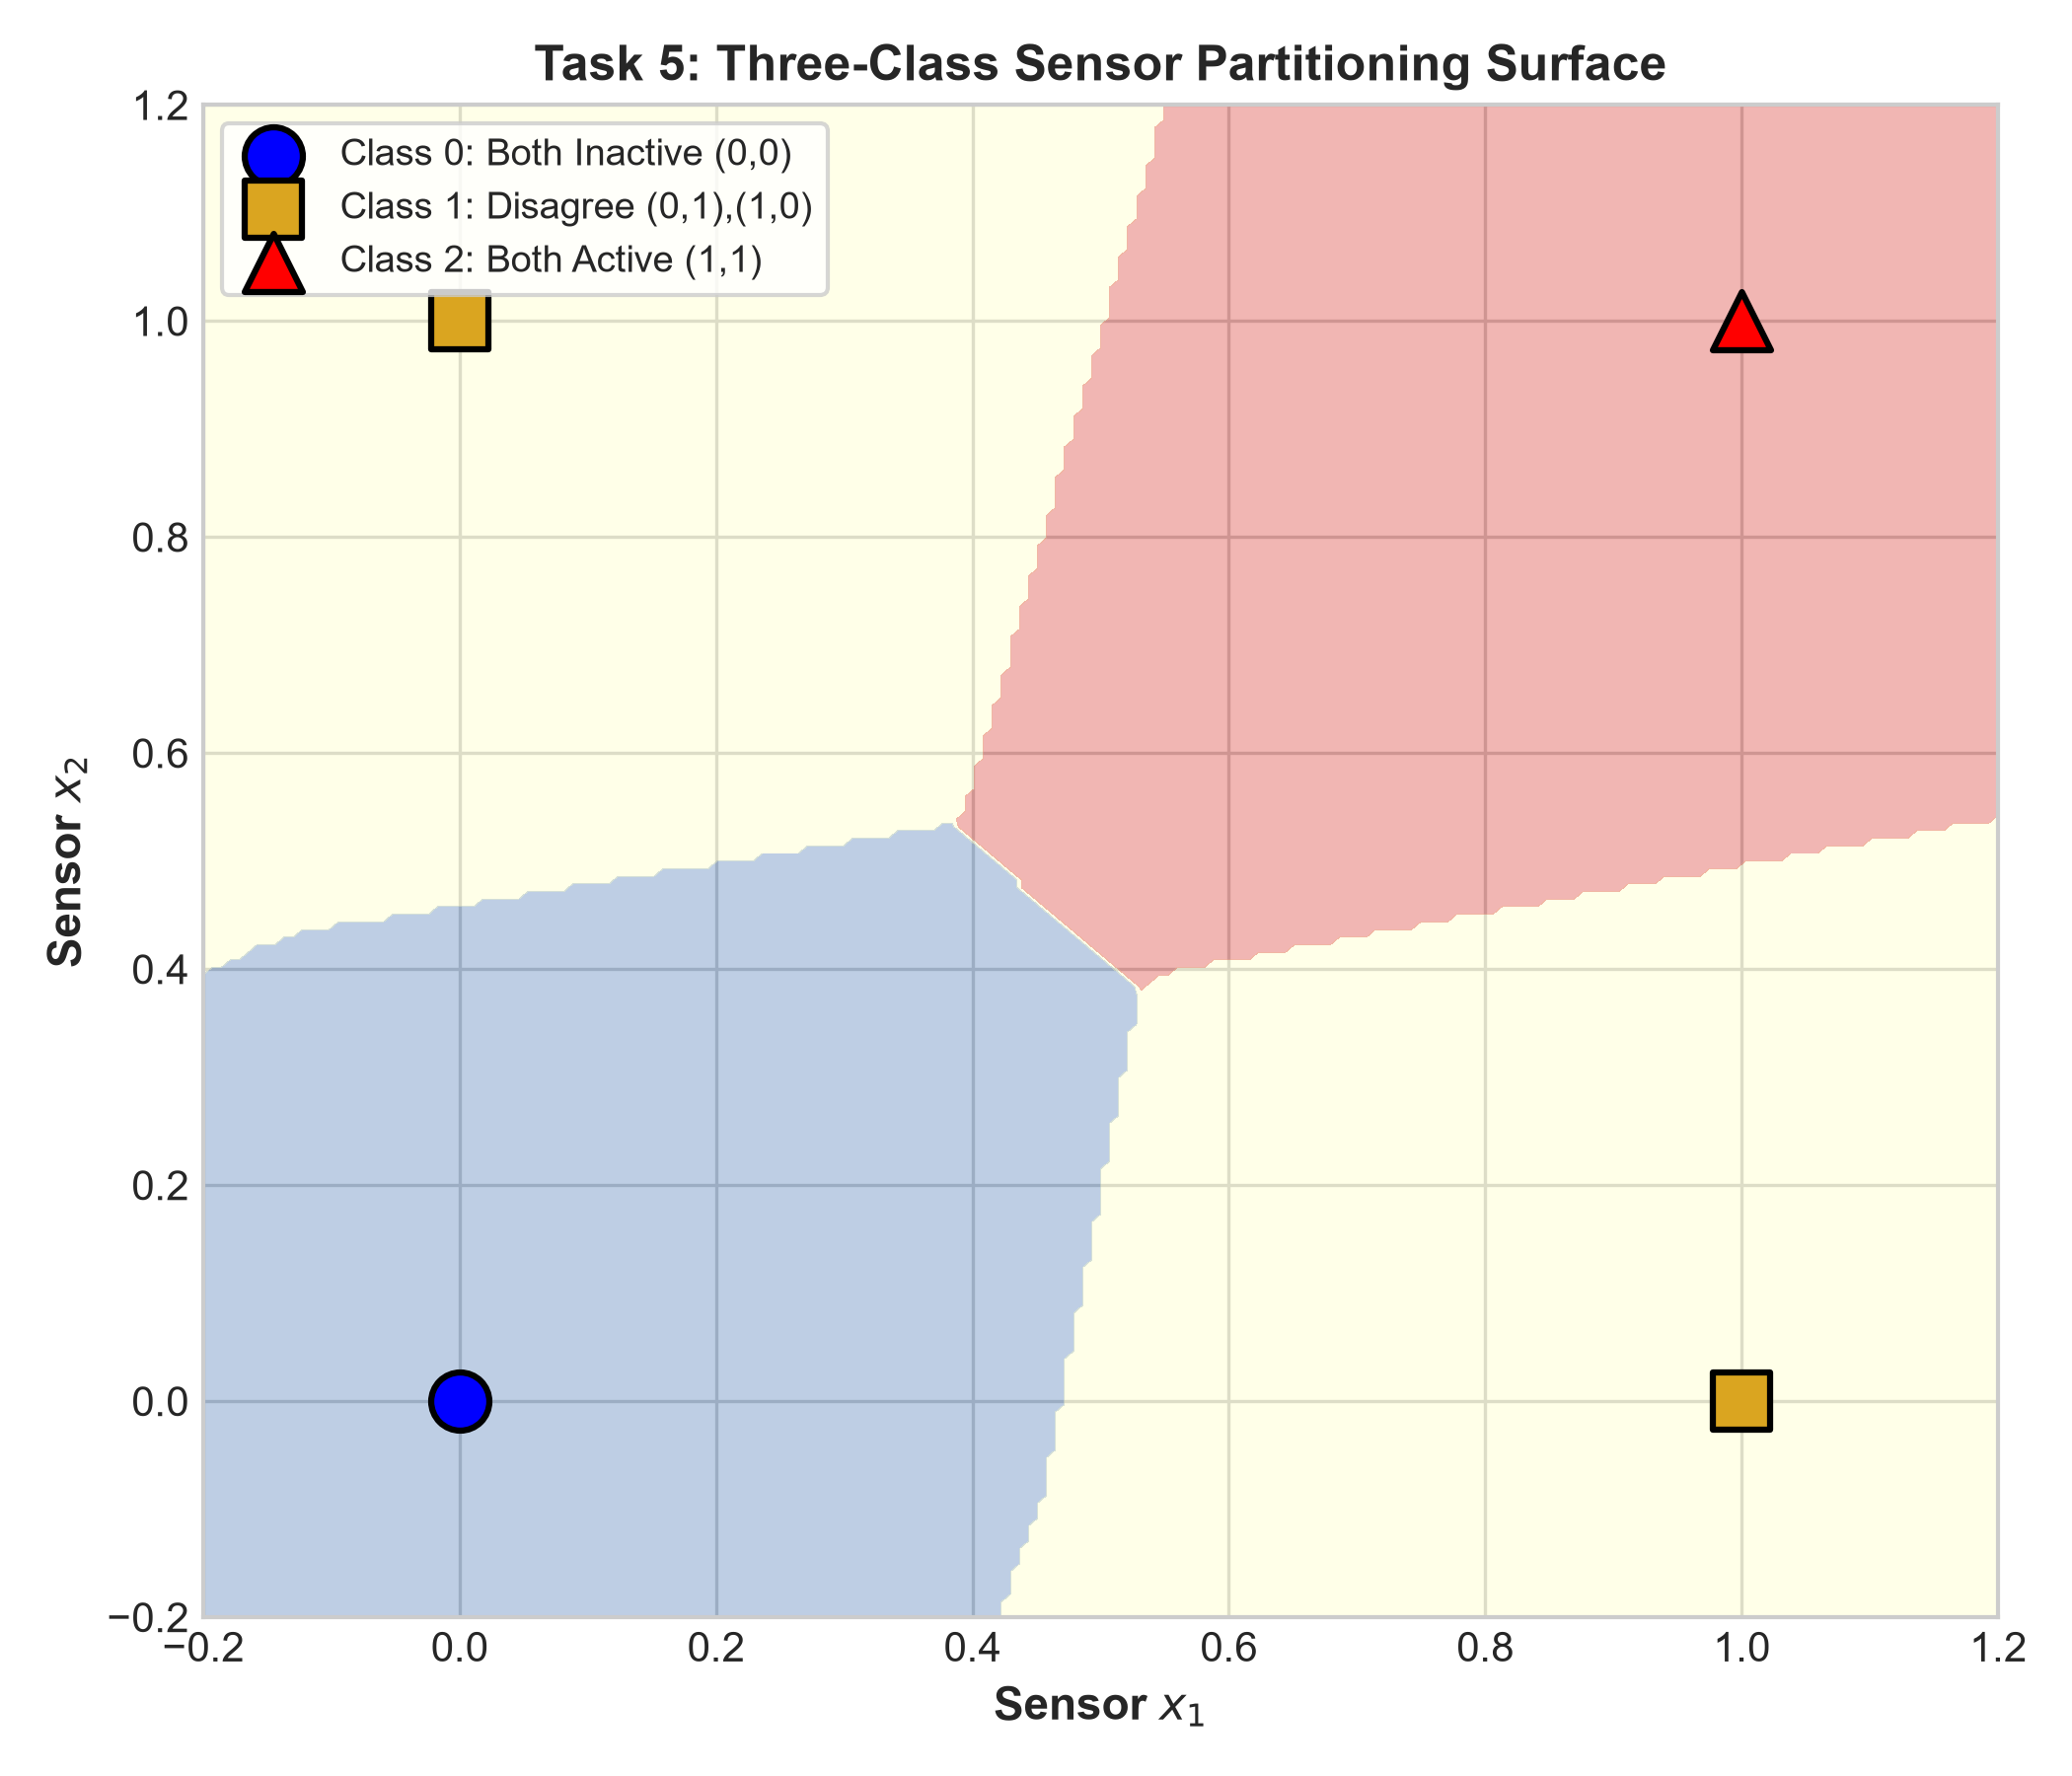 Task 5: Three-Class Sensor Partitioning Surface
Class 0: Both Inactive (0,0)
Class 1: Disagree (0,1),(1,0)
Class 2: Both Active (1,1)
1.2
1.0
0.8
0.6
0.4
0.2
0.0
−0.2
Sensor x₂
−0.2 0.0 0.2 0.4 0.6 0.8 1.0 1.2
Sensor x₁